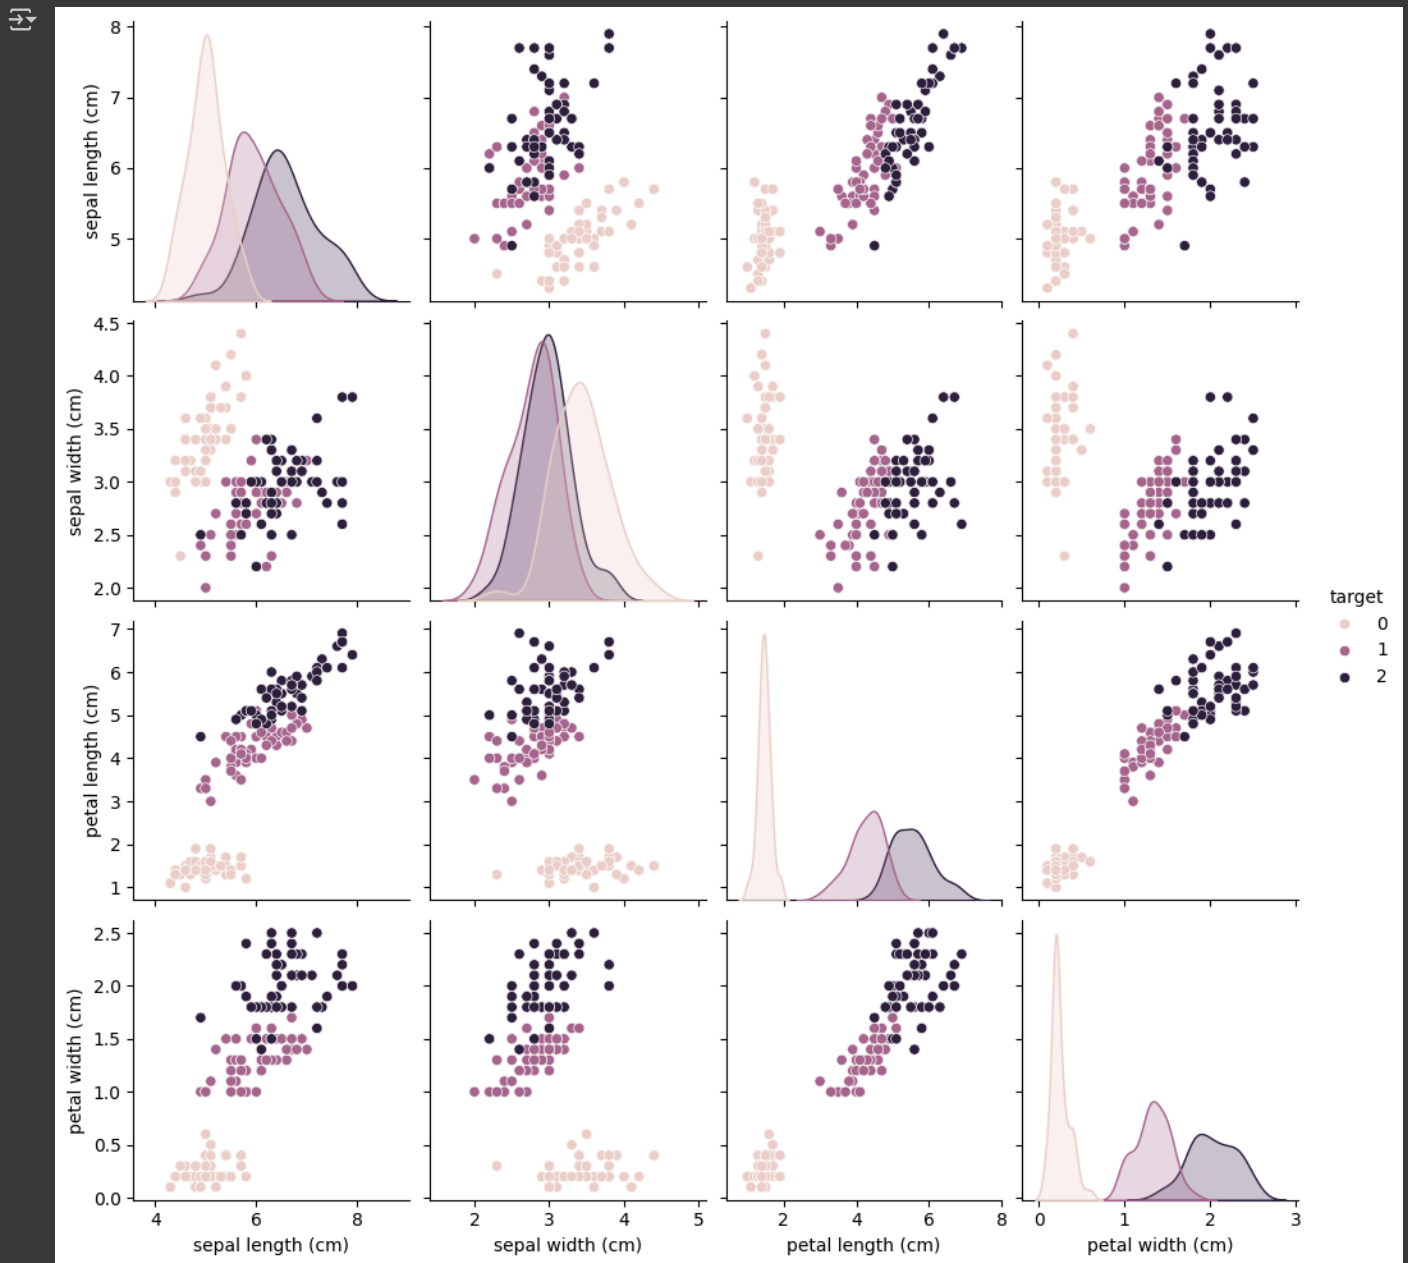 8
7
6
5
sepal length (cm)
4.5
4.0
3.5
3.0
2.5
2.0
sepal width (cm)
7
6
5
4
3
2
1
petal length (cm)
2.5
2.0
1.5
1.0
0.5
0.0
petal width (cm)
4 6 8
sepal length (cm)
2 3 4 5
sepal width (cm)
2 4 6 8
petal length (cm)
0 1 2 3
petal width (cm)
target
0
1
2